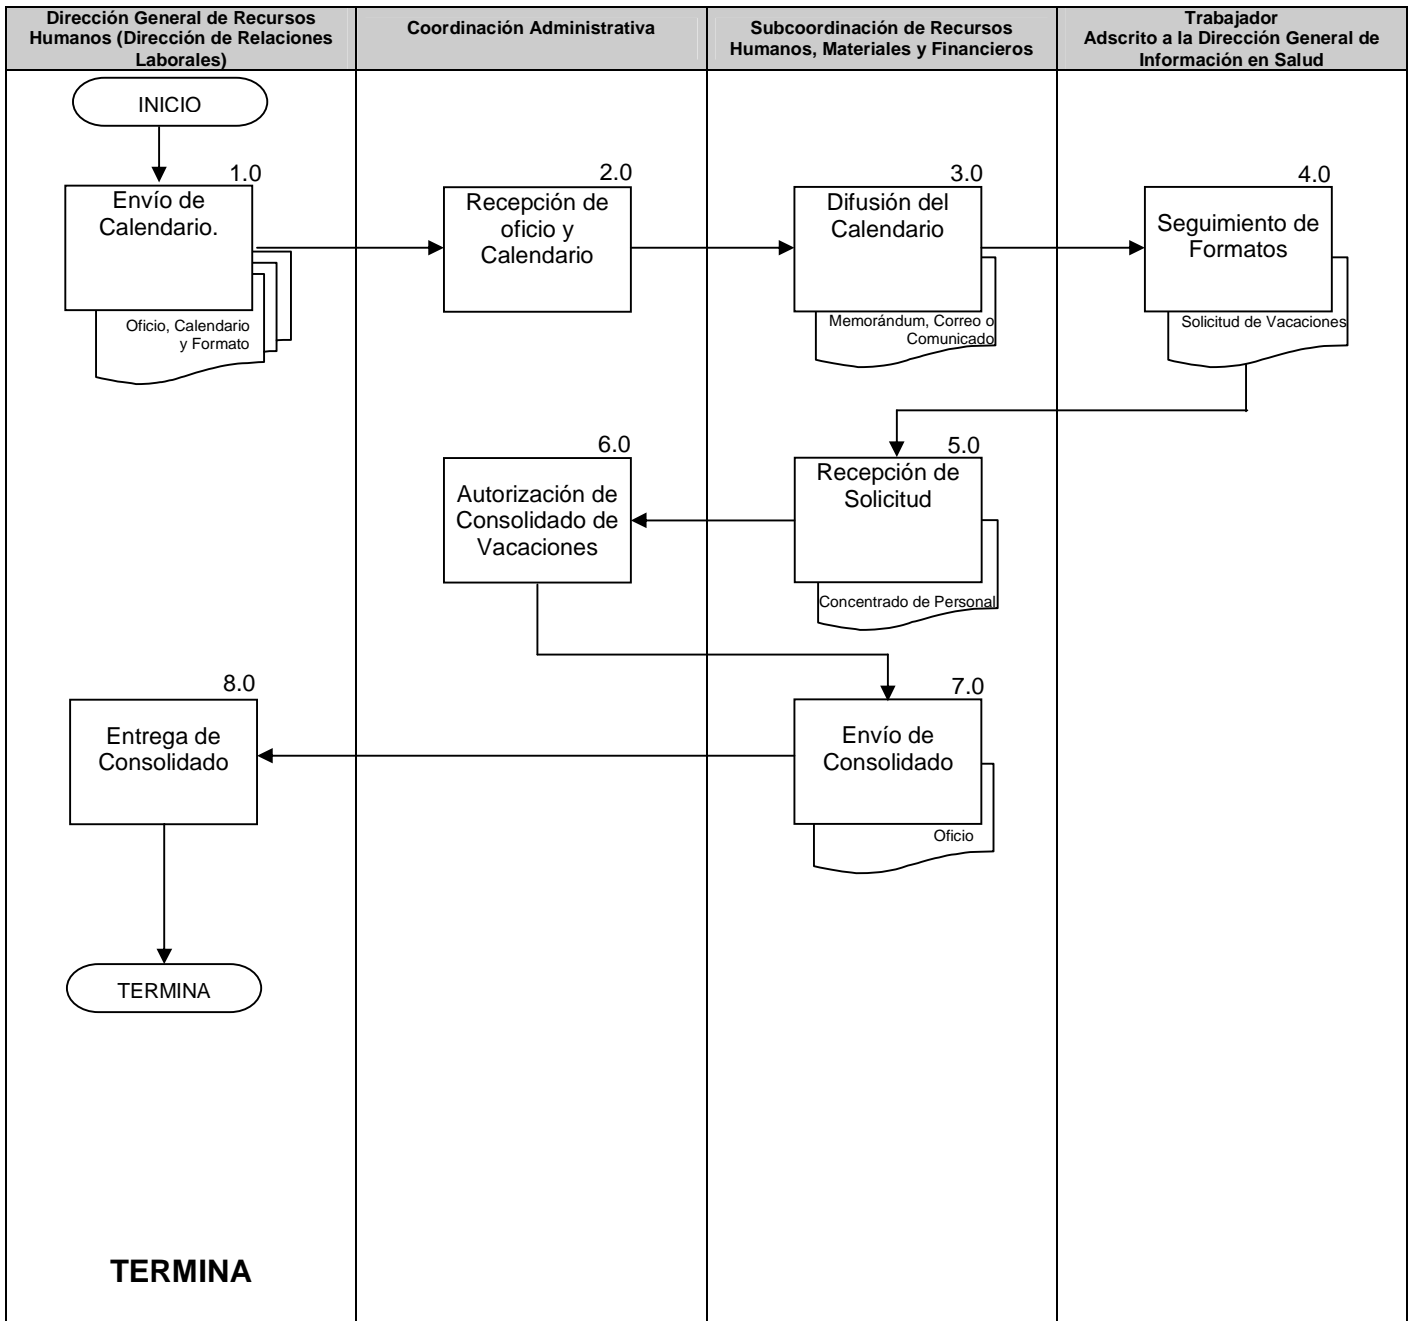 Dirección General de Recursos
Humanos (Dirección de Relaciones
Laborales)
Coordinación Administrativa
Subcoordinación de Recursos
Humanos, Materiales y Financieros
Trabajador
Adscrito a la Dirección General de
Información en Salud
INICIO
1.0
Envío de
Calendario.
Oficio, Calendario
y Formato
2.0
Recepción de
oficio y
Calendario
3.0
Difusión del
Calendario
Memorándum, Correo o
Comunicado
4.0
Seguimiento de
Formatos
Solicitud de Vacaciones
5.0
Recepción de
Solicitud
Concentrado de Personal
6.0
Autorización de
Consolidado de
Vacaciones
7.0
Envío de
Consolidado
Oficio
8.0
Entrega de
Consolidado
TERMINA
TERMINA